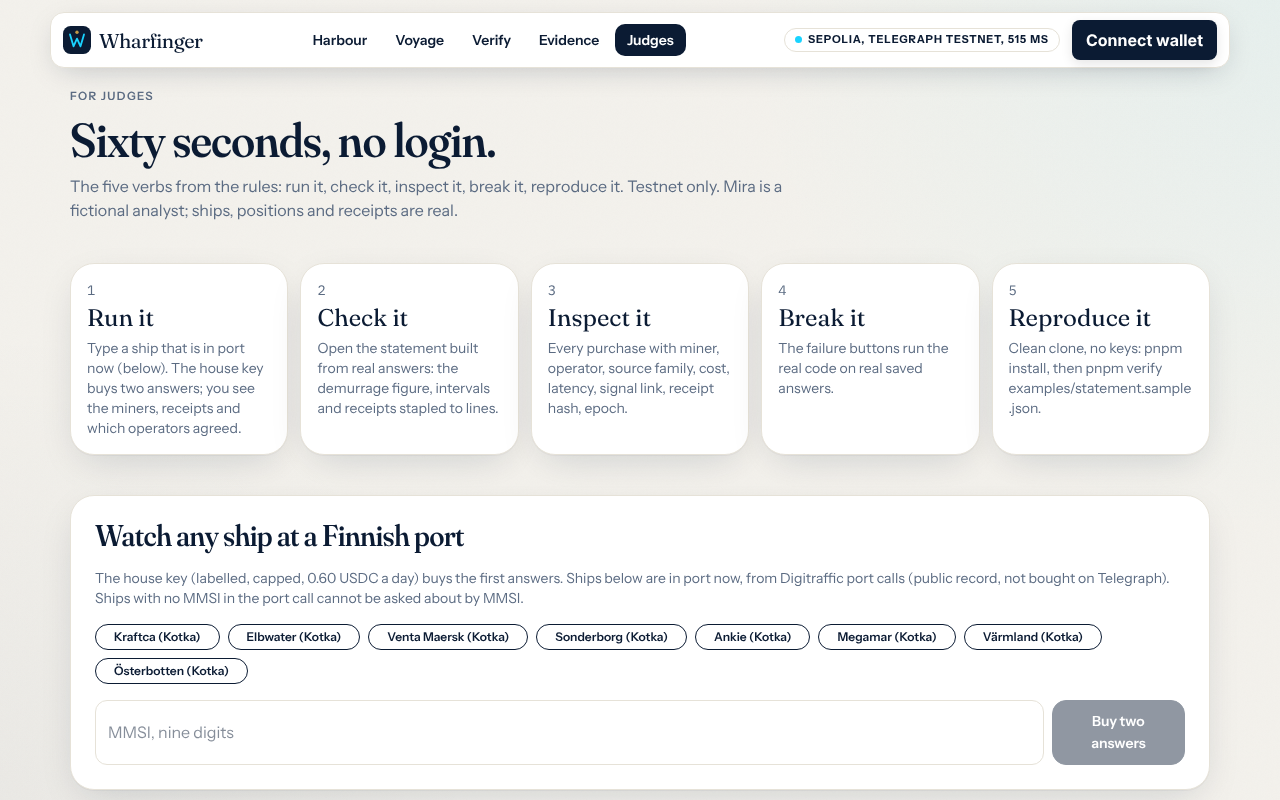 Wharfinger
Harbour
Voyage
Verify
Evidence
Judges
SEPOLIA, TELEGRAPH TESTNET, 515 MS
Connect wallet
FOR JUDGES
Sixty seconds, no login.
The five verbs from the rules: run it, check it, inspect it, break it, reproduce it. Testnet only. Mira is a
fictional analyst; ships, positions and receipts are real.
1
Run it
Type a ship that is in port
now (below). The house key
buys two answers; you see
the miners, receipts and
which operators agreed.
2
Check it
Open the statement built
from real answers: the
demurrage figure, intervals
and receipts stapled to lines.
3
Inspect it
Every purchase with miner,
operator, source family, cost,
latency, signal link, receipt
hash, epoch.
4
Break it
The failure buttons run the
real code on real saved
answers.
5
Reproduce it
Clean clone, no keys: pnpm
install, then pnpm verify
examples/statement.sample
.json.
Watch any ship at a Finnish port
The house key (labelled, capped, 0.60 USDC a day) buys the first answers. Ships below are in port now, from Digitraffic port calls (public record, not bought on Telegraph).
Ships with no MMSI in the port call cannot be asked about by MMSI.
Kraftca (Kotka)
Elbwater (Kotka)
Venta Maersk (Kotka)
Sonderborg (Kotka)
Ankie (Kotka)
Megamar (Kotka)
Värmland (Kotka)
Österbotten (Kotka)
MMSI, nine digits
Buy two
answers